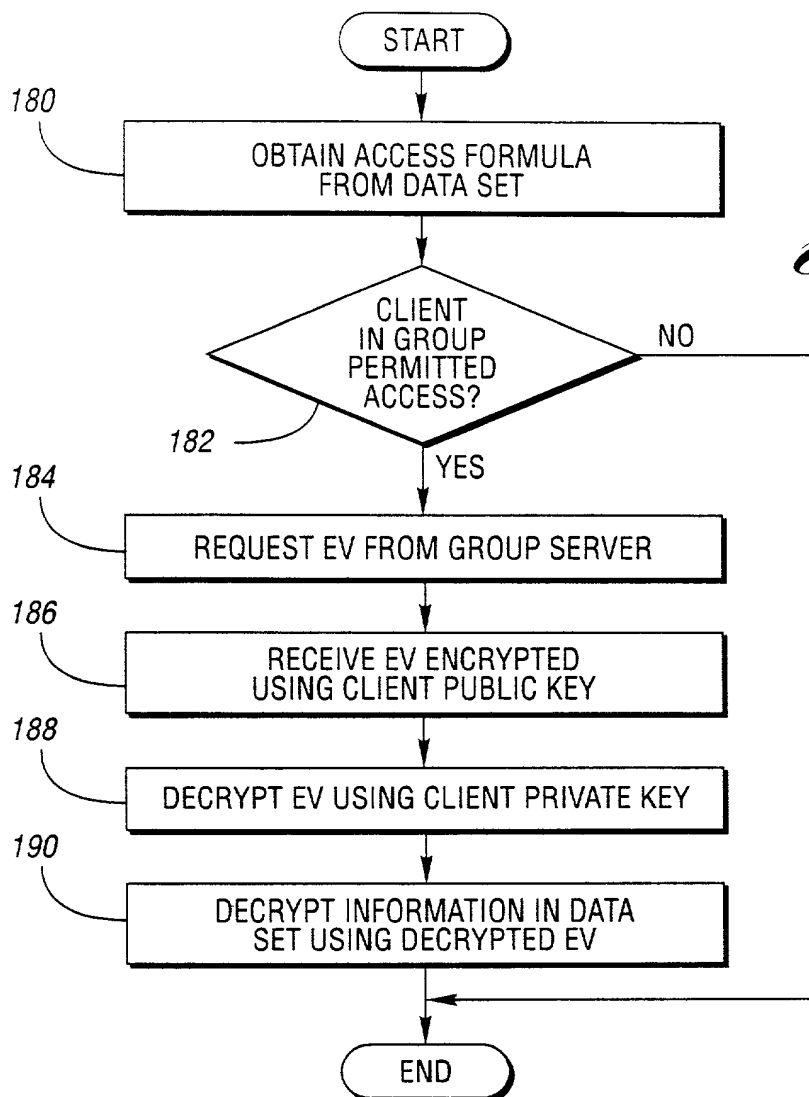 START
180
OBTAIN ACCESS FORMULA
FROM DATA SET
CLIENT
IN GROUP
PERMITTED
ACCESS?
NO
182
YES
184
REQUEST EV FROM GROUP SERVER
186
RECEIVE EV ENCRYPTED
USING CLIENT PUBLIC KEY
188
DECRYPT EV USING CLIENT PRIVATE KEY
190
DECRYPT INFORMATION IN DATA
SET USING DECRYPTED EV
END